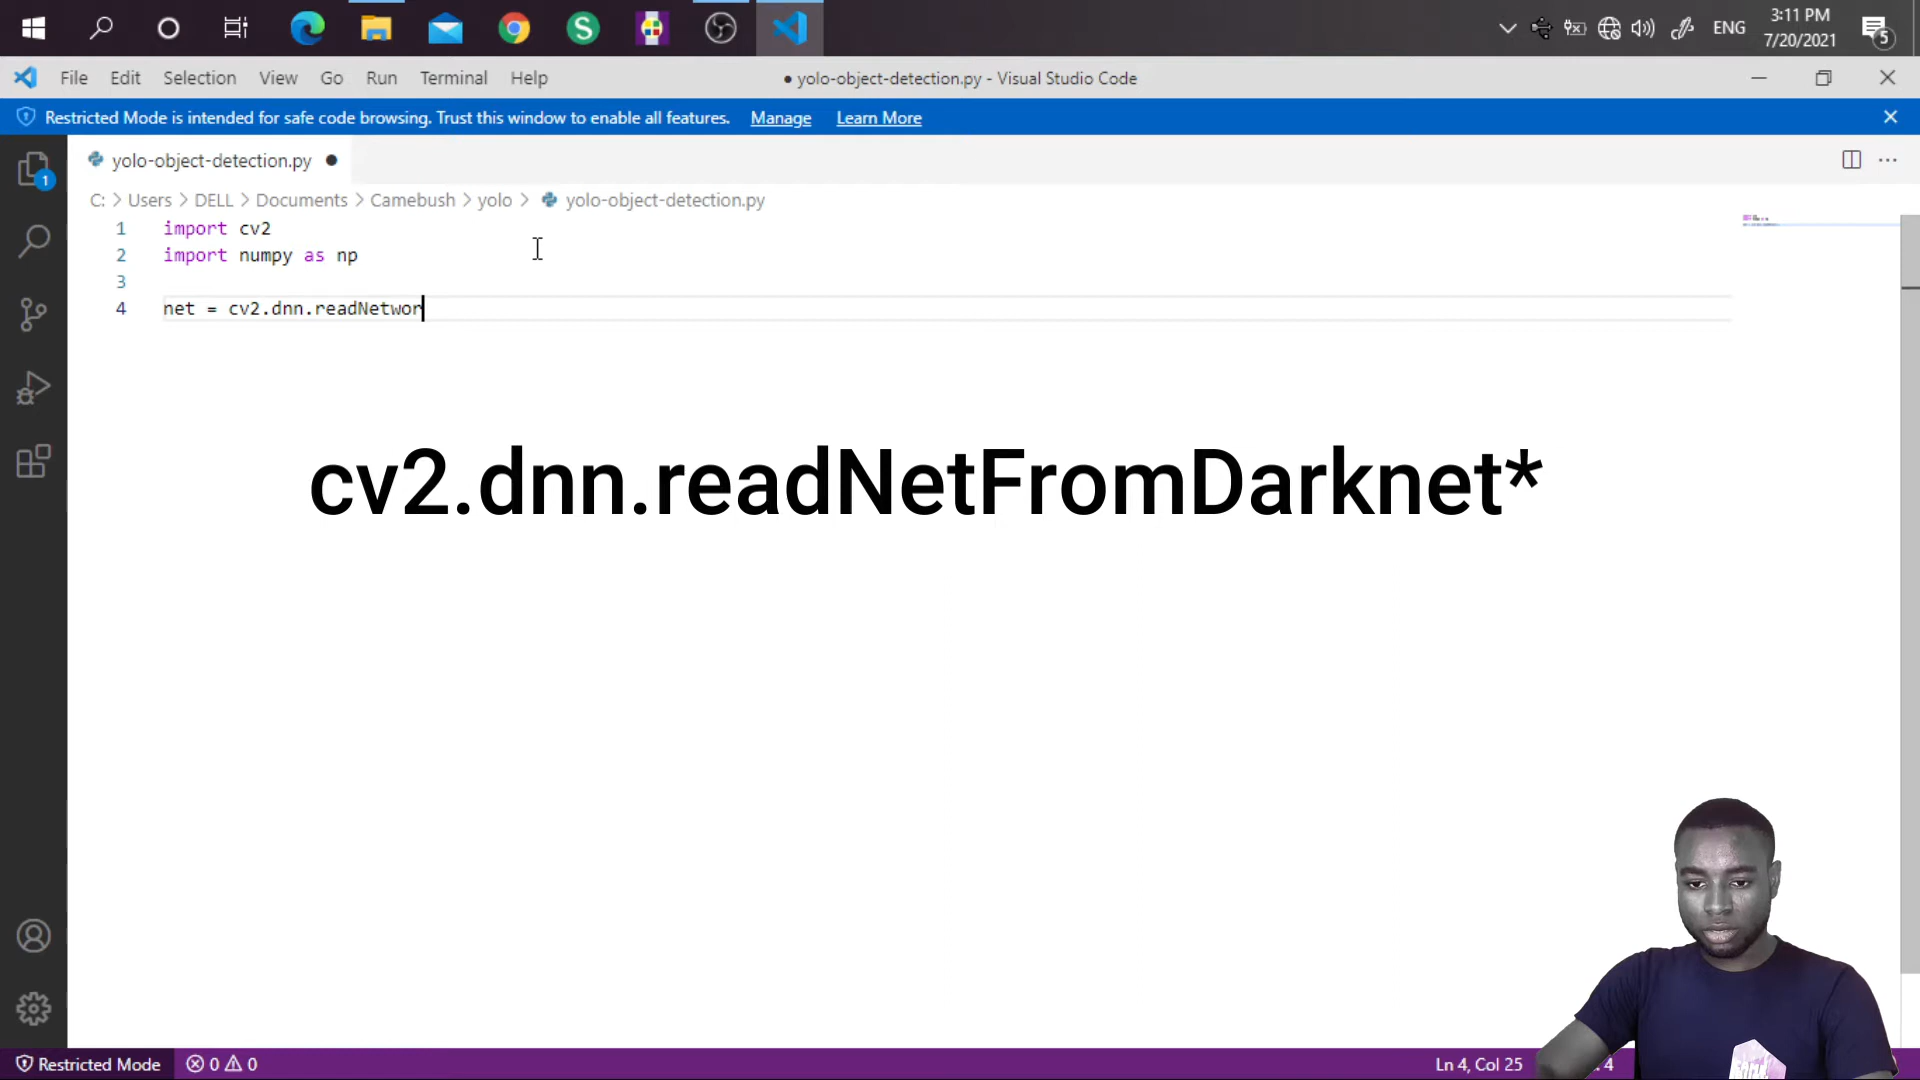 ENG
3:11 PM
7/20/2021
5
File Edit Selection View Go Run Terminal Help
● yolo-object-detection.py - Visual Studio Code
Restricted Mode is intended for safe code browsing. Trust this window to enable all features. Manage Learn More
1
yolo-object-detection.py ●
C: > Users > DELL > Documents > Camebush > yolo > yolo-object-detection.py
1 import cv2
2 import numpy as np
3
4 net = cv2.dnn.readNetwor
cv2.dnn.readNetFromDarknet*
Restricted Mode 0 0
Ln 4, Col 25
4